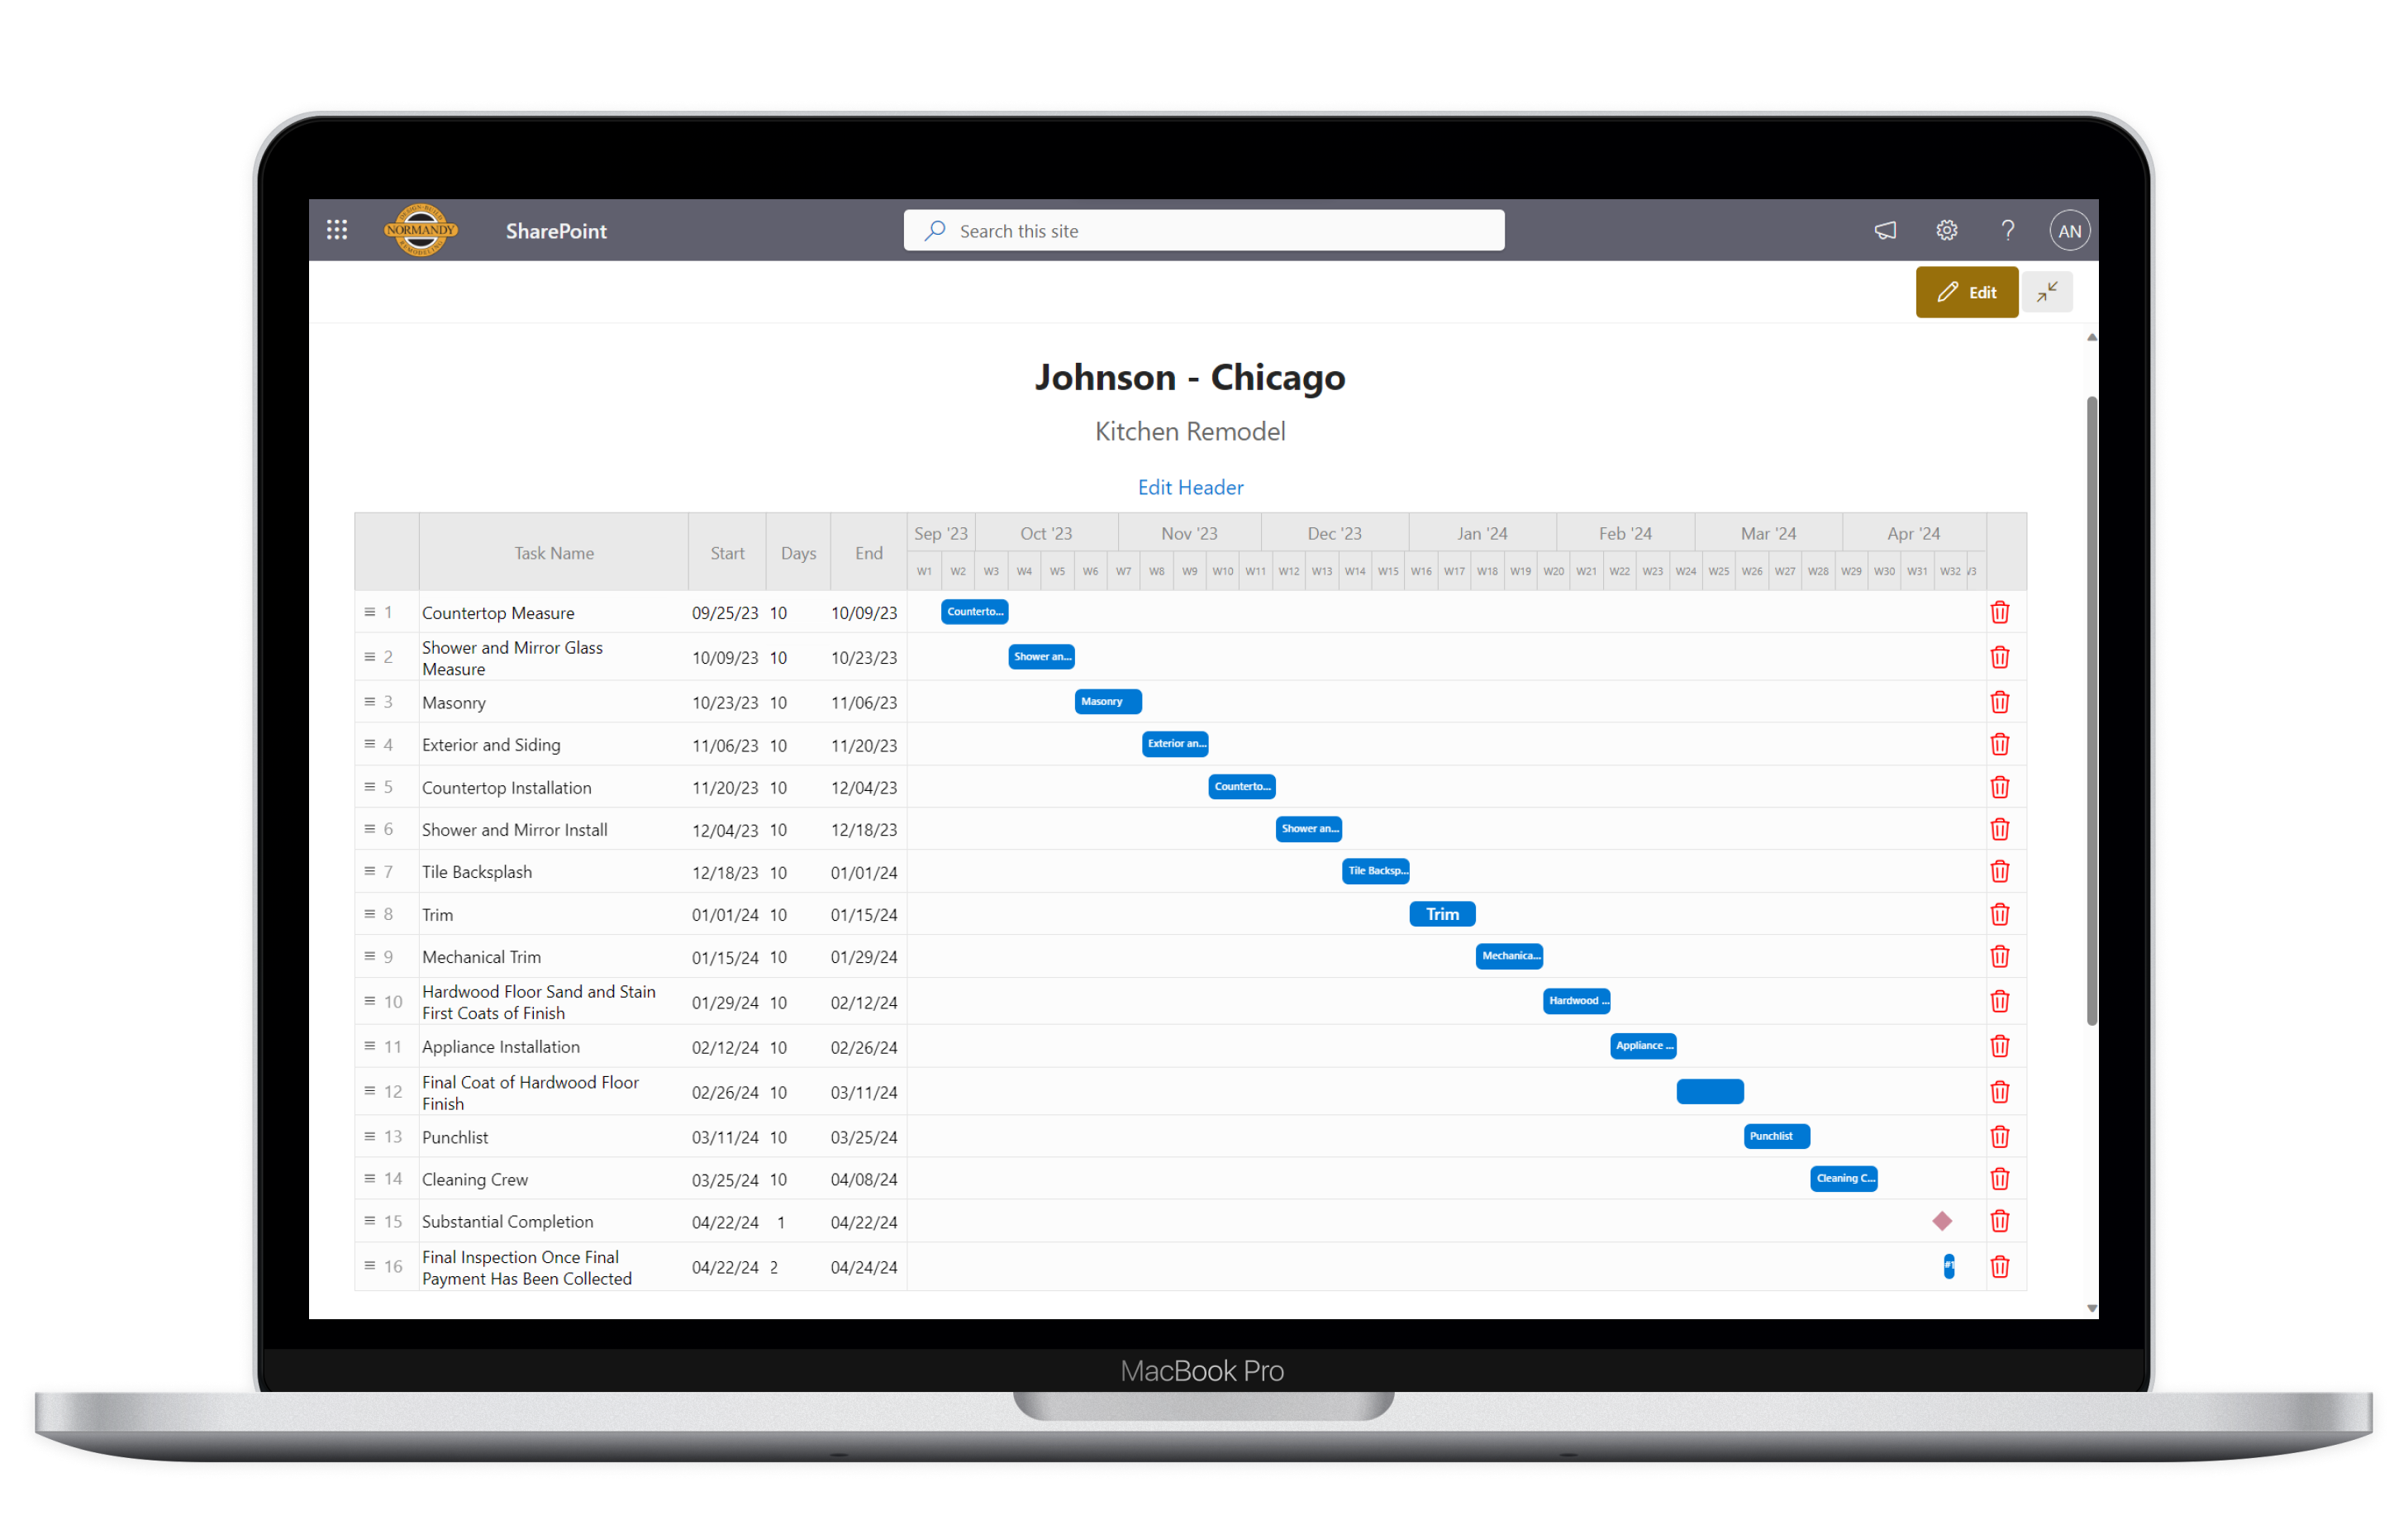 DESIGN-BUILD
NORMANDY
REMODELING
SharePoint
Search this site
?
AN
Edit
Johnson - Chicago
Kitchen Remodel
Edit Header
Task Name Start Days End Sep '23 Oct '23 Nov '23 Dec '23 Jan '24 Feb '24 Mar '24 Apr '24
W1 W2 W3 W4 W5 W6 W7 W8 W9 W10 W11 W12 W13 W14 W15 W16 W17 W18 W19 W20 W21 W22 W23 W24 W25 W26 W27 W28 W29 W30 W31 W32
1 Countertop Measure 09/25/23 10 10/09/23 Counterto...
2 Shower and Mirror Glass
Measure 10/09/23 10 10/23/23 Shower an...
3 Masonry 10/23/23 10 11/06/23 Masonry
4 Exterior and Siding 11/06/23 10 11/20/23 Exterior an...
5 Countertop Installation 11/20/23 10 12/04/23 Counterto...
6 Shower and Mirror Install 12/04/23 10 12/18/23 Shower an...
7 Tile Backsplash 12/18/23 10 01/01/24 Tile Backsp...
8 Trim 01/01/24 10 01/15/24 Trim
9 Mechanical Trim 01/15/24 10 01/29/24 Mechanica...
10 Hardwood Floor Sand and Stain
First Coats of Finish 01/29/24 10 02/12/24 Hardwood ...
11 Appliance Installation 02/12/24 10 02/26/24 Appliance ...
12 Final Coat of Hardwood Floor
Finish 02/26/24 10 03/11/24
13 Punchlist 03/11/24 10 03/25/24 Punchlist
14 Cleaning Crew 03/25/24 10 04/08/24 Cleaning C...
15 Substantial Completion 04/22/24 1 04/22/24
16 Final Inspection Once Final
Payment Has Been Collected 04/22/24 2 04/24/24 #1
MacBook Pro